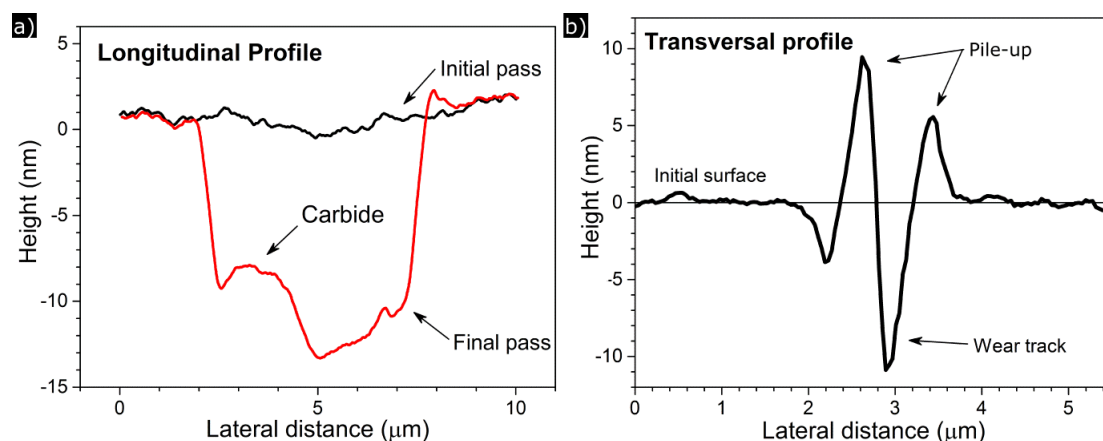 a)
Longitudinal Profile
Initial pass
Carbide
Final pass
Height (nm)
5
0
-5
-10
-15
0
5
10
Lateral distance (μm)
b)
Transversal profile
Pile-up
Initial surface
Wear track
Height (nm)
10
5
0
-5
-10
0
1
2
3
4
5
Lateral distance (μm)